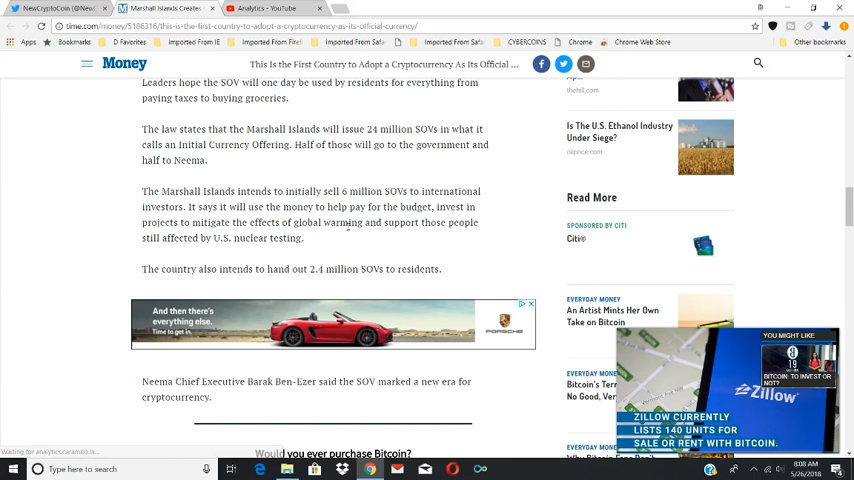 NewCryptoCoin (@New
Marshall Islands Creates
Analytics - YouTube
time.com/money/5186316/this-is-the-first-country-to-adopt-a-cryptocurrency-as-its-official-currency/
Apps
D Favorites
Imported From IE
Imported From Firefox
Imported From Safa
Imported From Safa
CYBERCOINS
Chrome
Chrome Web Store
Other bookmarks
Money
This Is the First Country to Adopt a Cryptocurrency As Its Official ...
Leaders hope the SOV will one day be used by residents for everything from
paying taxes to buying groceries.
The law states that the Marshall Islands will issue 24 million SOVs in what it
calls an Initial Currency Offering. Half of those will go to the government and
half to Neema.
The Marshall Islands intends to initially sell 6 million SOVs to international
investors. It says it will use the money to help pay for the budget, invest in
projects to mitigate the effects of global warming and support those people
still affected by U.S. nuclear testing.
The country also intends to hand out 2.4 million SOVs to residents.
And then there's
everything else.
Time to get in.
PORSCHE
Neema Chief Executive Barak Ben-Ezer said the SOV marked a new era for
cryptocurrency.
Would you ever purchase Bitcoin?
thehill.com
Is The U.S. Ethanol Industry
Under Siege?
oilprice.com
Read More
SPONSORED BY CITI
Citi®
EVERYDAY MONEY
An Artist Mints Her Own
Take on Bitcoin
EVERYDAY
Bitcoin's Terr
No Good, Ver
EVERYDAY
YOU MIGHT LIKE
BITCOIN: TO INVEST OR
NOT?
Zillow
ZILLOW CURRENTLY
LISTS 140 UNITS FOR
SALE OR RENT WITH BITCOIN.
Waiting for analytics.carambo.la...
Type here to search
8:08 AM
5/26/2018